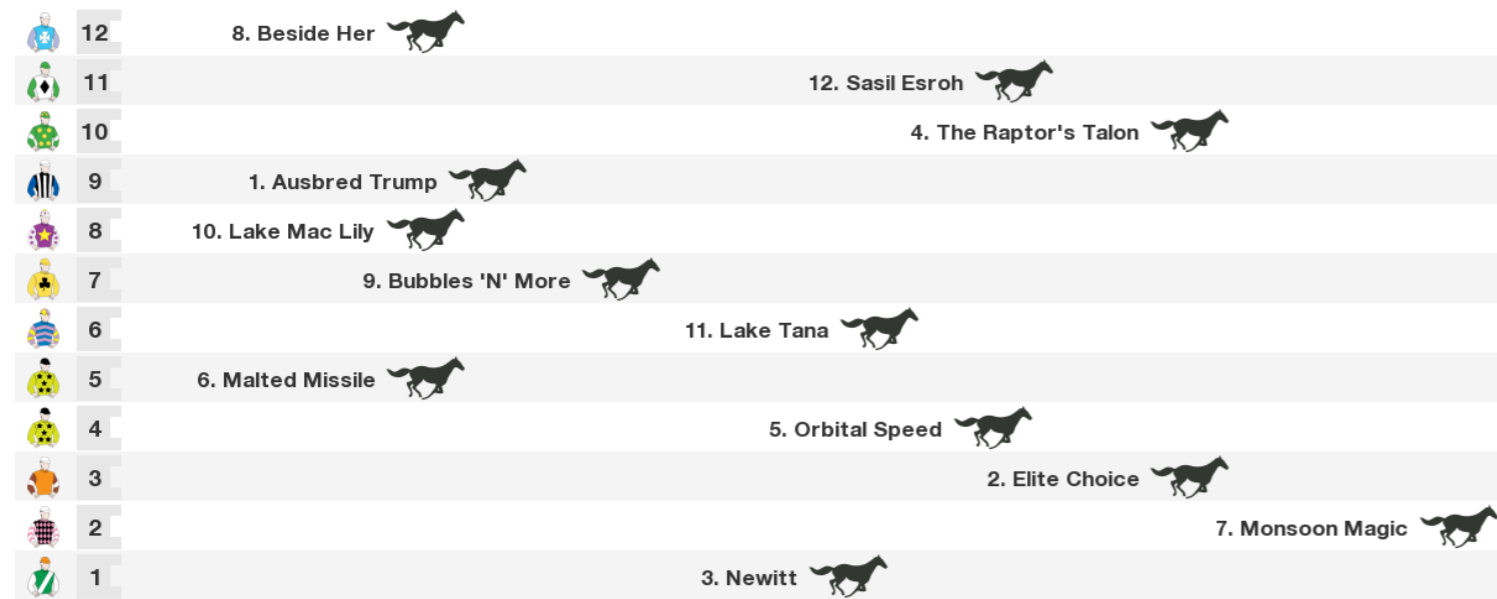 12 8. Beside Her
11 12. Sasil Esroh
10 4. The Raptor's Talon
9 1. Ausbred Trump
8 10. Lake Mac Lily
7 9. Bubbles 'N' More
6 11. Lake Tana
5 6. Malted Missile
4 5. Orbital Speed
3 2. Elite Choice
2 7. Monsoon Magic
1 3. Newitt